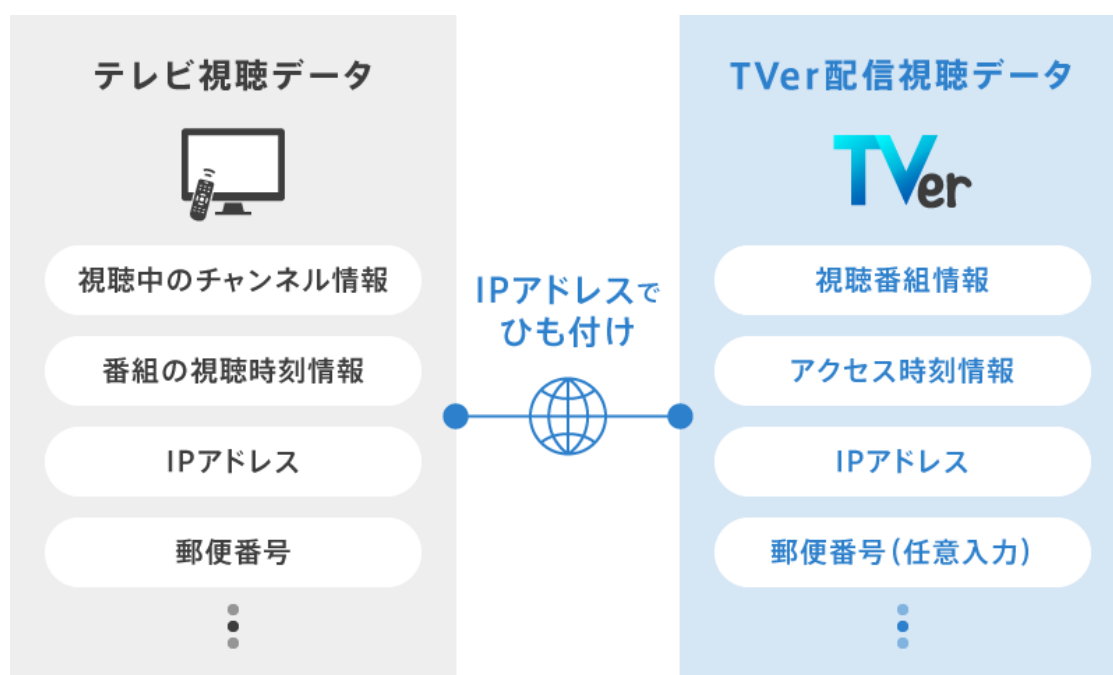 テレビ視聴データ
視聴中のチャンネル情報
番組の視聴時刻情報
IPアドレス
郵便番号
IPアドレスで
ひも付け
TVer配信視聴データ
TVer
視聴番組情報
アクセス時刻情報
IPアドレス
郵便番号(任意入力)